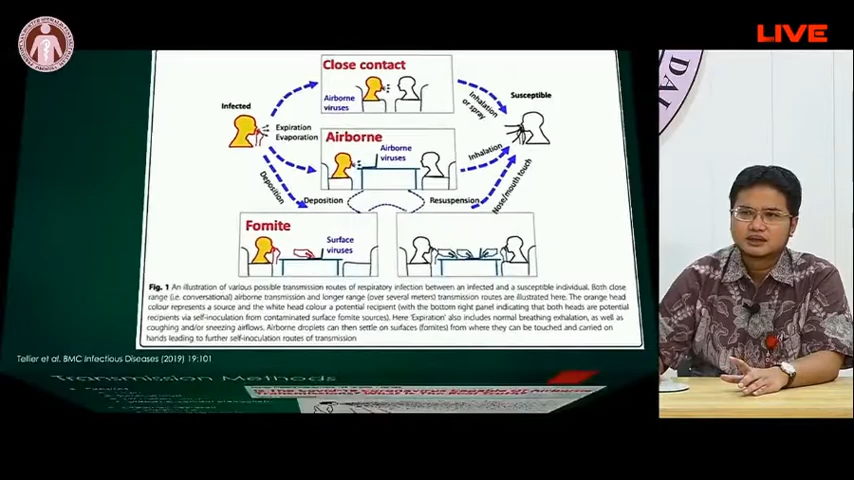 LIVE
Close contact
Infected
Airborne
viruses
Susceptible
Inhalation
or spray
Expiration
Evaporation
Airborne
Airborne
viruses
Inhalation
Deposition
Deposition
Resuspension
Nose/mouth touch
Fomite
Surface
viruses
Fig. 1 An illustration of various possible transmission routes of respiratory infection between an infected and a susceptible individual. Both close
range (i.e. conversational) airborne transmission and longer range (over several meters) transmission routes are illustrated here. The orange head
colour represents a source and the white head colour a potential recipient (with the bottom right panel indicating that both heads are potential
recipients via self-inoculation from contaminated surface fomite sources). Here 'Expiration' also includes normal breathing exhalation, as well as
coughing and/or sneezing airflows. Airborne droplets can then settle on surfaces (fomites) from where they can be touched and carried on
hands leading to further self-inoculation routes of transmission
Tellier et al. BMC Infectious Diseases (2019) 19:101
Transmission Methods
DAL